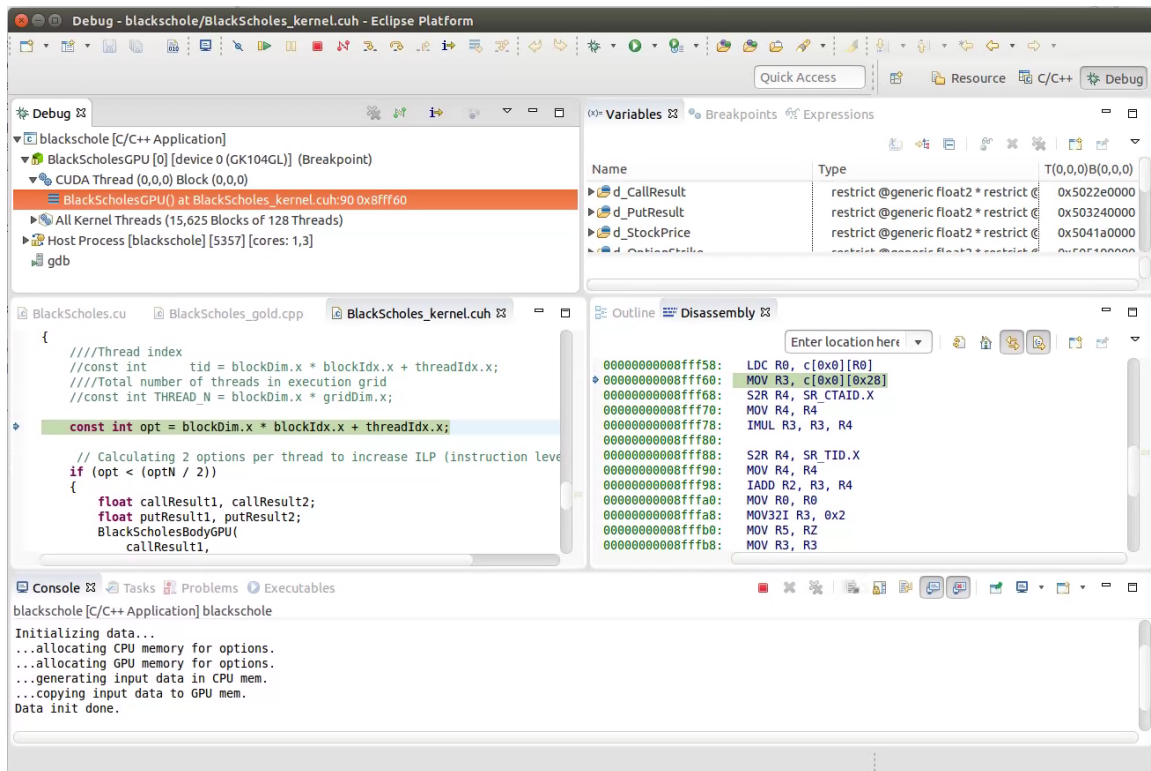 Debug - blackschole/BlackScholes_kernel.cuh - Eclipse Platform
Quick Access
Resource
C/C++
Debug
Debug
blackschole [C/C++ Application]
BlackScholesGPU [0] [device 0 (GK104GL)] (Breakpoint)
CUDA Thread (0,0,0) Block (0,0,0)
BlackScholesGPU() at BlackScholes_kernel.cuh:90 0x8fff60
All Kernel Threads (15,625 Blocks of 128 Threads)
Host Process [blackschole] [5357] [cores: 1,3]
gdb
(x)= Variables Breakpoints Expressions
Name Type T(0,0,0)B(0,0,0)
d_CallResult restrict @generic float2 * restrict @ 0x5022e0000
d_PutResult restrict @generic float2 * restrict @ 0x503240000
d_StockPrice restrict @generic float2 * restrict @ 0x5041a0000
d_OptionStrike restrict @generic float2 * restrict @ 0x505100000
BlackScholes.cu BlackScholes_gold.cpp BlackScholes_kernel.cuh
{
////Thread index
//const int      tid = blockDim.x * blockIdx.x + threadIdx.x;
////Total number of threads in execution grid
//const int THREAD_N = blockDim.x * gridDim.x;
const int opt = blockDim.x * blockIdx.x + threadIdx.x;
// Calculating 2 options per thread to increase ILP (instruction leve
if (opt < (optN / 2))
{
float callResult1, callResult2;
float putResult1, putResult2;
BlackScholesBodyGPU(
callResult1,
Outline Disassembly
Enter location here
00000000008fff58: LDC R0, c[0x0][R0]
00000000008fff60: MOV R3, c[0x0][0x28]
00000000008fff68: S2R R4, SR_CTAID.X
00000000008fff70: MOV R4, R4
00000000008fff78: IMUL R3, R3, R4
00000000008fff80:
00000000008fff88: S2R R4, SR_TID.X
00000000008fff90: MOV R4, R4
00000000008fff98: IADD R2, R3, R4
00000000008fffa0: MOV R0, R0
00000000008fffa8: MOV32I R3, 0x2
00000000008fffb0: MOV R5, RZ
00000000008fffb8: MOV R3, R3
Console Tasks Problems Executables
blackschole [C/C++ Application] blackschole
Initializing data...
...allocating CPU memory for options.
...allocating GPU memory for options.
...generating input data in CPU mem.
...copying input data to GPU mem.
Data init done.